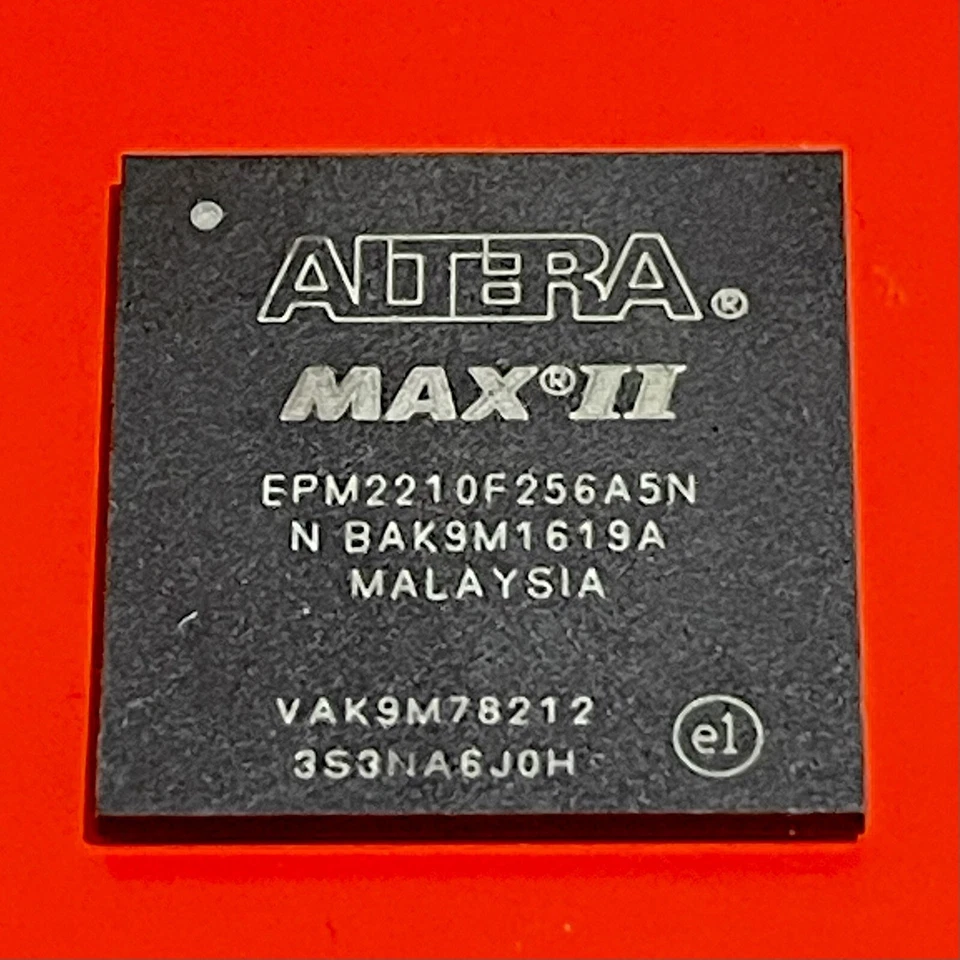 ALTERA®
MAX®II
EPM2210F256A5N
N BAK9M1619A
MALAYSIA
VAK9M78212
3S3NA6J0H
e1